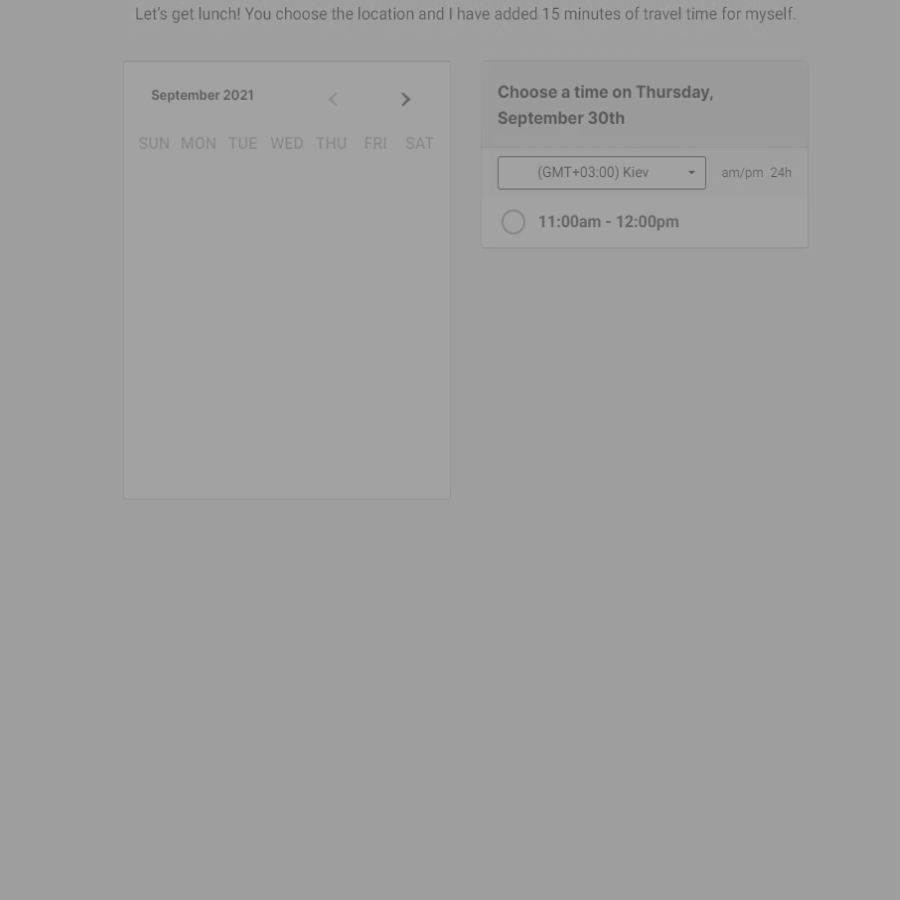 Let's get lunch! You choose the location and I have added 15 minutes of travel time for myself.
September 2021
SUN MON TUE WED THU FRI SAT
Choose a time on Thursday,
September 30th
(GMT+03:00) Kiev
am/pm 24h
11:00am - 12:00pm